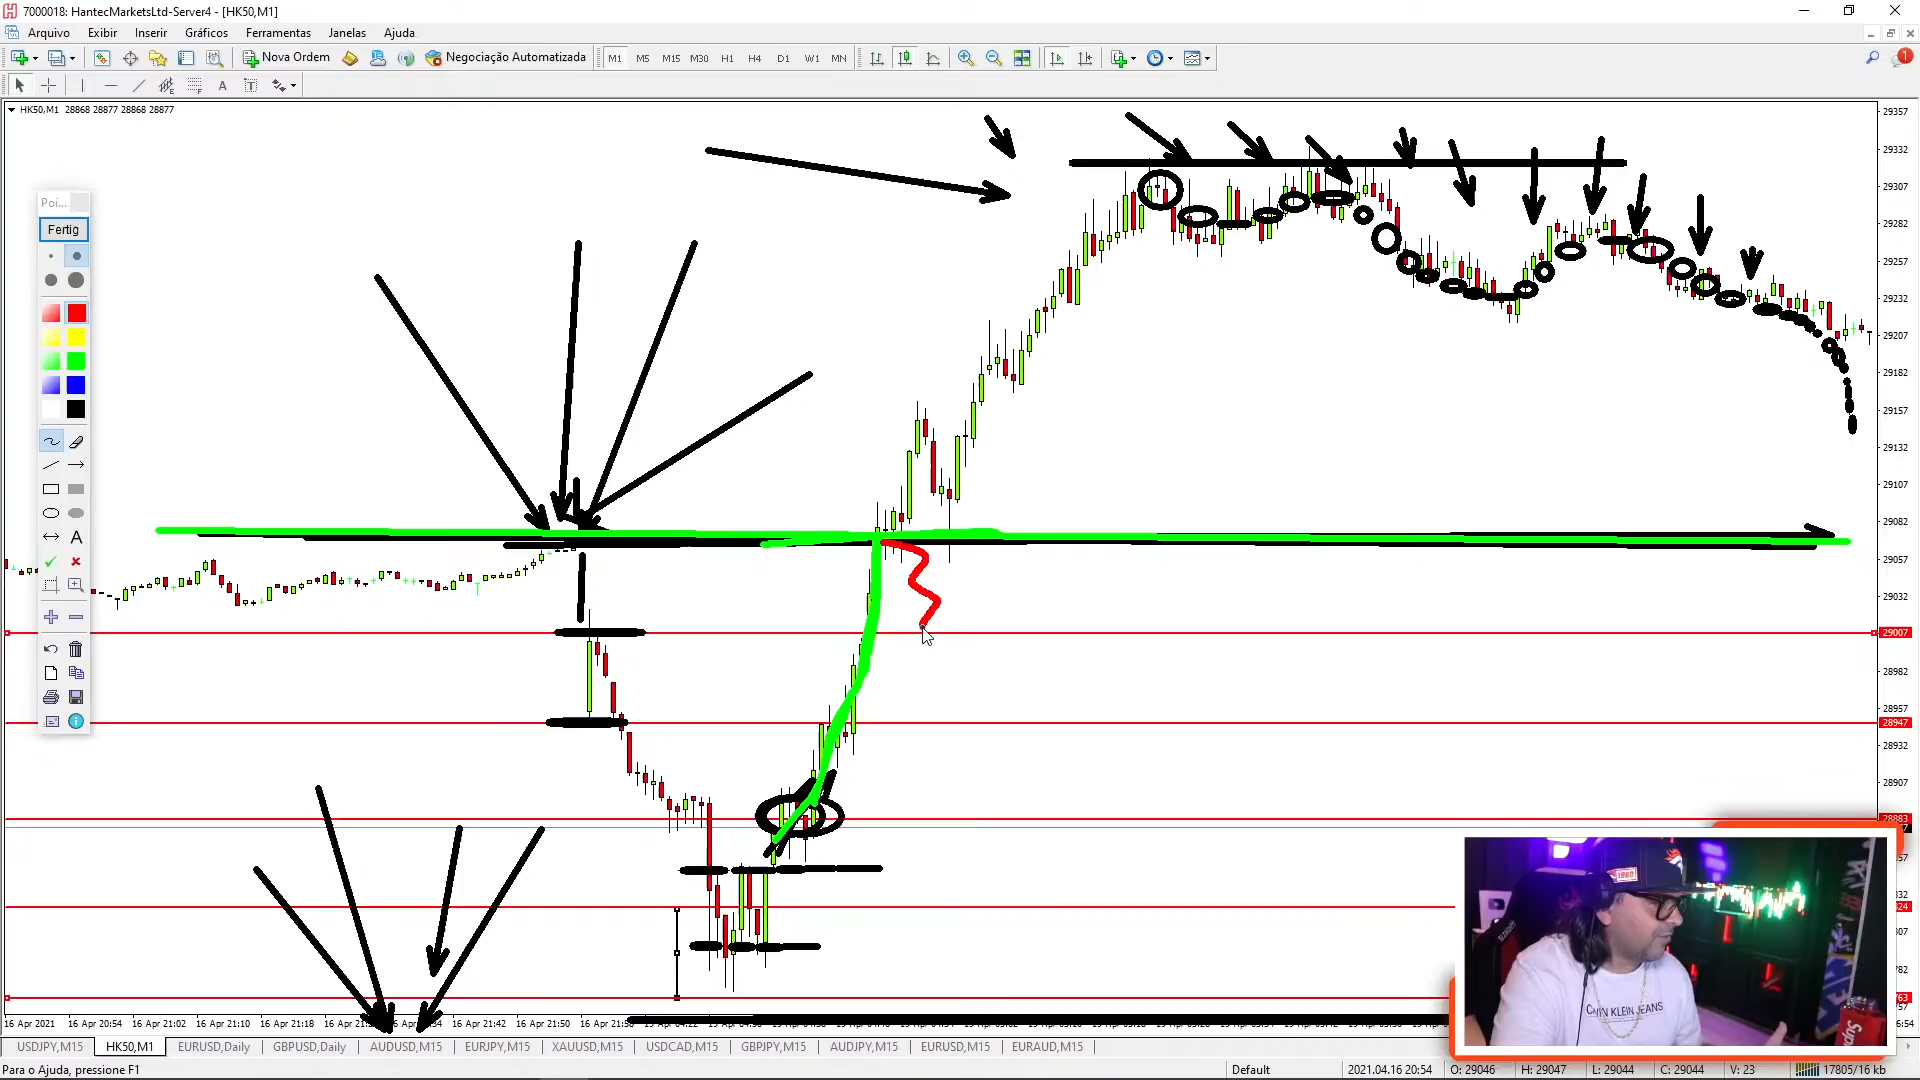 7000018: HantecMarketsLtd-Server4 - [HK50,M1]
Arquivo Exibir Inserir Gráficos Ferramentas Janelas Ajuda
Nova Ordem Negociação Automatizada M1 M5 M15 M30 H1 H4 D1 W1 MN 1
A T
HK50,M1 28868 28877 28868 28877
Poi...
Fertig
A
29357
29332
29307
29282
29257
29232
29207
29182
29157
29132
29107
29082
29057
29032
29007
28982
28957
28947
28932
28907
28883
CALVIN KLEIN JEANS
16 Apr 2021 16 Apr 20:54 16 Apr 21:02 16 Apr 21:10 16 Apr 21:18 16 Apr 21:42 16 Apr 21:50
USDJPY,M15 HK50,M1 EURUSD,Daily GBPUSD,Daily AUDUSD,M15 EURJPY,M15 XAUUSD,M15 USDCAD,M15 GBPJPY,M15 AUDJPY,M15 EURUSD,M15 EURAUD,M15
Para o Ajuda, pressione F1 Default 2021.04.16 20:54 O: 29046 H: 29047 L: 29044 C: 29044 V: 23 17805/16 kb